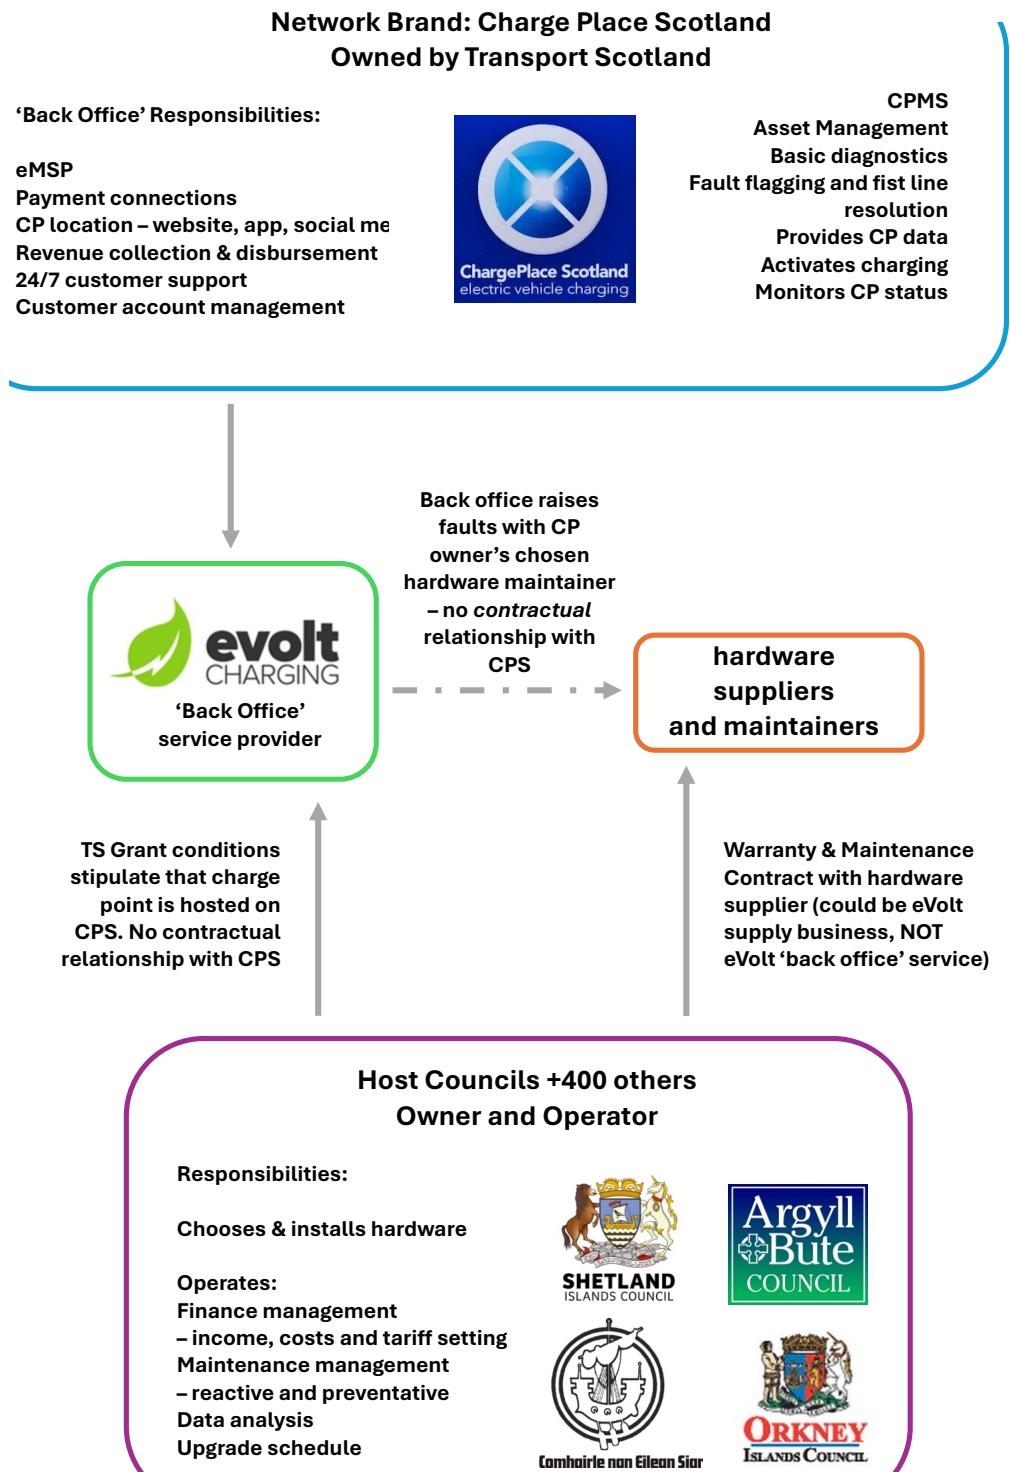 Network Brand: Charge Place Scotland
Owned by Transport Scotland
‘Back Office’ Responsibilities:
eMSP
Payment connections
CP location – website, app, social me
Revenue collection & disbursement
24/7 customer support
Customer account management
ChargePlace Scotland
electric vehicle charging
CPMS
Asset Management
Basic diagnostics
Fault flagging and fist line
resolution
Provides CP data
Activates charging
Monitors CP status
Back office raises
faults with CP
owner’s chosen
hardware maintainer
– no contractual
relationship with
CPS
evolt
CHARGING
‘Back Office’
service provider
hardware
suppliers
and maintainers
TS Grant conditions
stipulate that charge
point is hosted on
CPS. No contractual
relationship with CPS
Warranty & Maintenance
Contract with hardware
supplier (could be eVolt
supply business, NOT
eVolt ‘back office’ service)
Host Councils +400 others
Owner and Operator
Responsibilities:
Chooses & installs hardware
Operates:
Finance management
– income, costs and tariff setting
Maintenance management
– reactive and preventative
Data analysis
Upgrade schedule
SHETLAND
ISLANDS COUNCIL
Argyll
&Bute
COUNCIL
Comhairle nan Eilean Siar
ORKNEY
ISLANDS COUNCIL